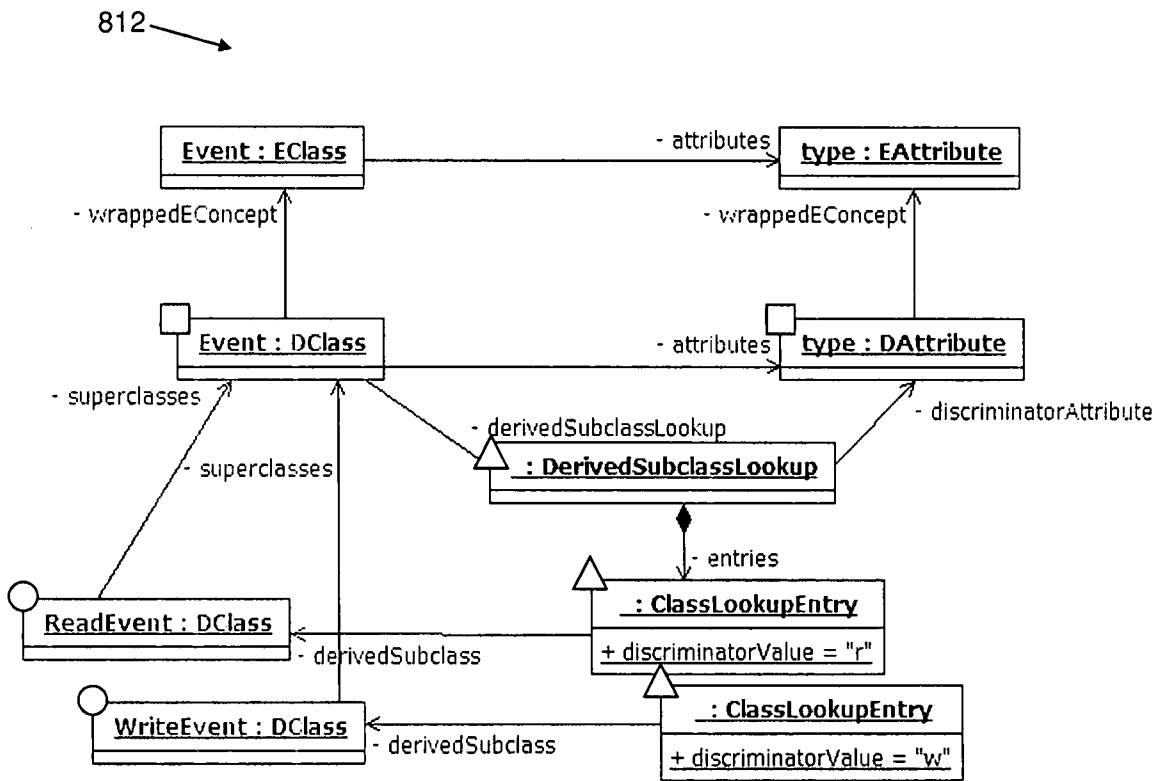 812
Event : EClass
- attributes
type : EAttribute
- wrappedEConcept
- wrappedEConcept
Event : DClass
- attributes
type : DAttribute
- superclasses
- discriminatorAttribute
- derivedSubclassLookup
- superclasses
: DerivedSubclassLookup
- entries
: ClassLookupEntry
ReadEvent : DClass
+ discriminatorValue = "r"
- derivedSubclass
: ClassLookupEntry
WriteEvent : DClass
- derivedSubclass
+ discriminatorValue = "w"